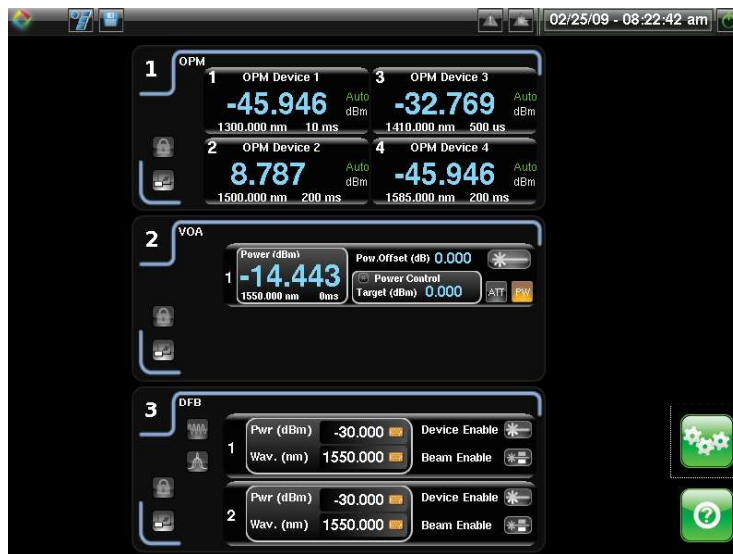 02/25/09 - 08:22:42 am
1 OPM
1 OPM Device 1
-45.946 Auto dBm
1300.000 nm 10 ms
3 OPM Device 3
-32.769 Auto dBm
1410.000 nm 500 us
2 OPM Device 2
8.787 Auto dBm
1500.000 nm 200 ms
4 OPM Device 4
-45.946 Auto dBm
1585.000 nm 200 ms
2 VOA
1
Power (dBm)
-14.443
1550.000 nm 0ms
Pow.Offset (dB) 0.000
Power Control
Target (dBm) 0.000
ATT PW
3 DFB
1
Pwr (dBm) -30.000 Device Enable
Wav. (nm) 1550.000 Beam Enable
2
Pwr (dBm) -30.000 Device Enable
Wav. (nm) 1550.000 Beam Enable
?